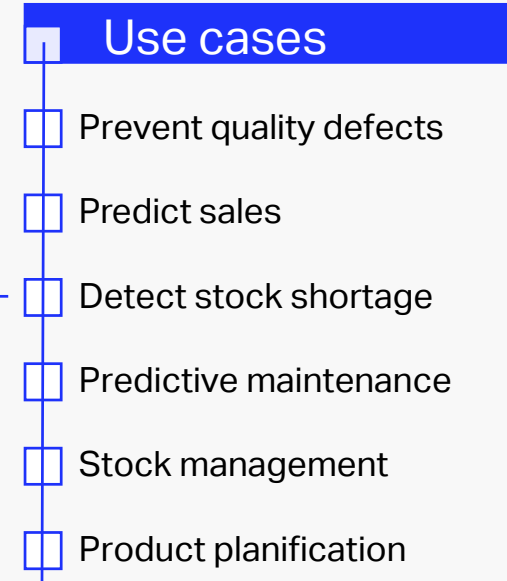 Use cases
Prevent quality defects
Predict sales
Detect stock shortage
Predictive maintenance
Stock management
Product planification